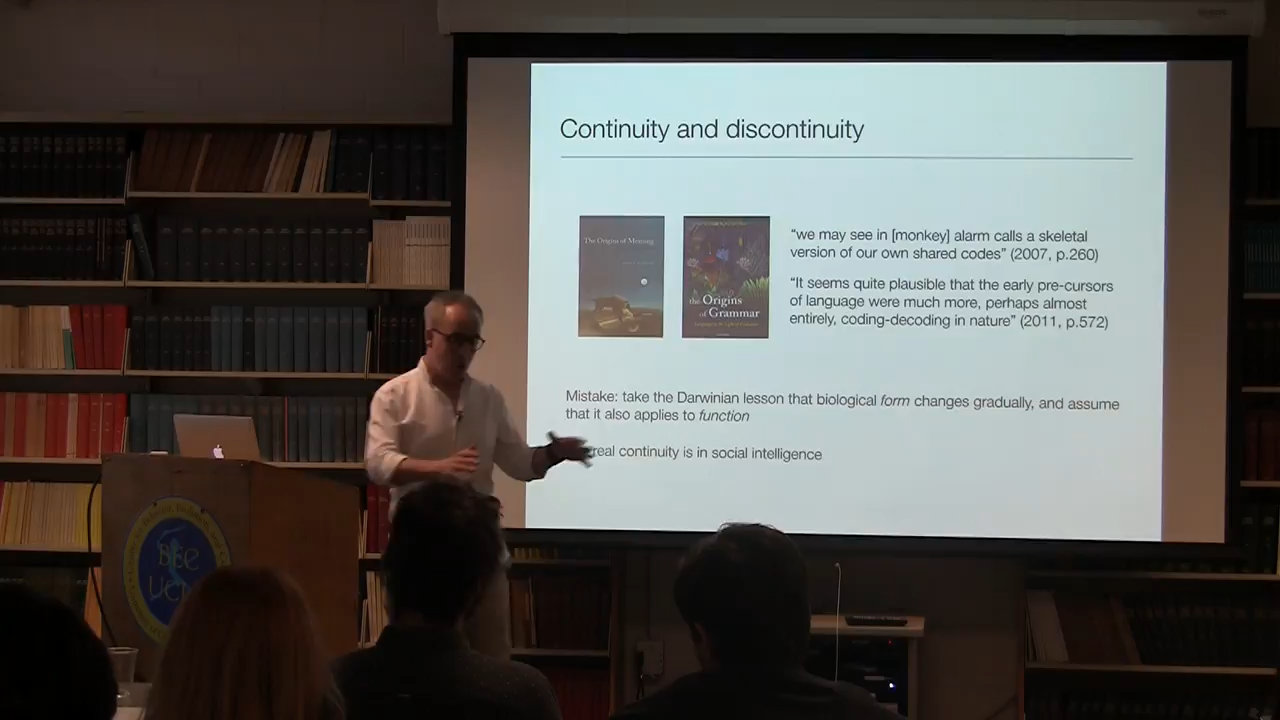 Continuity and discontinuity
The Origins of Meaning
the Origins
of Grammar
“we may see in [monkey] alarm calls a skeletal
version of our own shared codes” (2007, p.260)
“It seems quite plausible that the early pre-cursors
of language were much more, perhaps almost
entirely, coding-decoding in nature” (2011, p.572)
Mistake: take the Darwinian lesson that biological form changes gradually, and assume
that it also applies to function
real continuity is in social intelligence
BEC